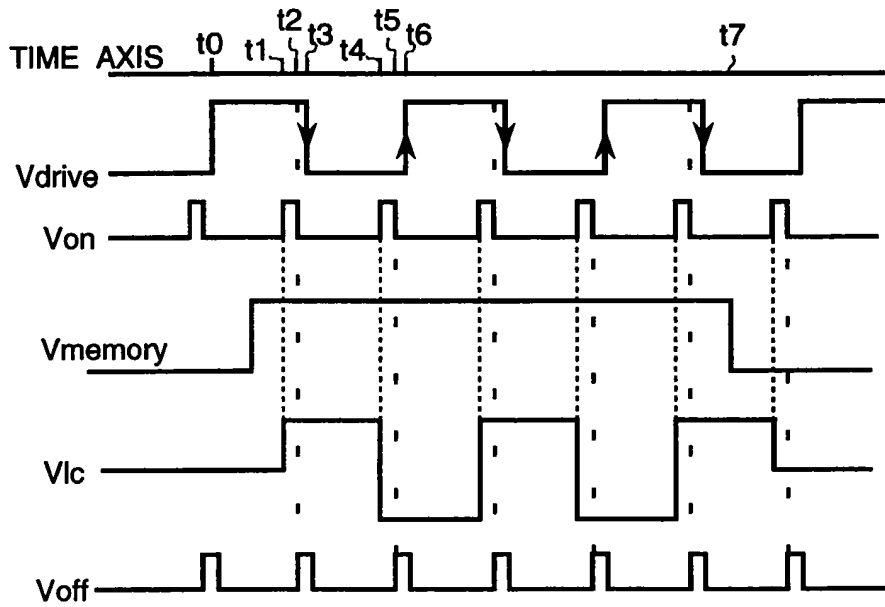 t0 t1 t2 t3 t4 t5 t6 t7
TIME AXIS
Vdrive
Von
Vmemory
Vlc
Voff